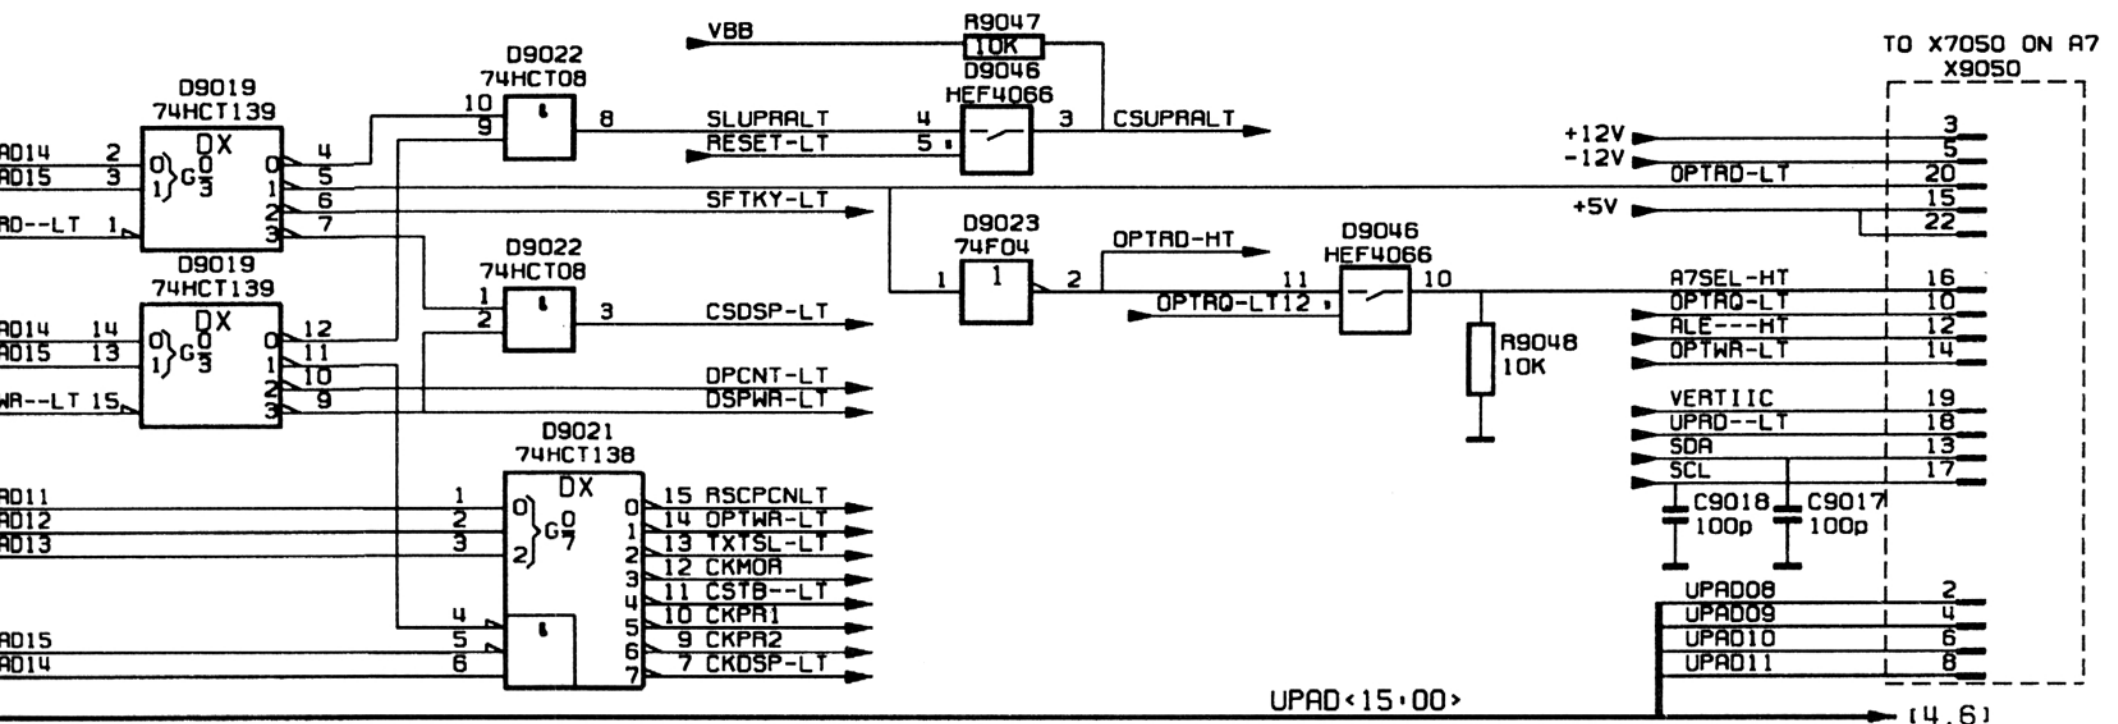 VBB
R9047
10K
TO X7050 ON A7
X9050
D9022
74HCT08
10
9
&
8
D9046
HEF4066
SLUPRALT 4
RESET-LT 5
3 CSUPRALT
D9019
74HCT139
DX
AD14 2
AD15 3
RD--LT 1
0
1
G 0
3
0 4
1 5
2 6
3 7
SFTKY-LT
+12V 3
-12V 5
OPTRD-LT 20
+5V 15
22
D9019
74HCT139
DX
AD14 14
AD15 13
WR--LT 15
0
1
G 0
3
0 12
1 11
2 10
3 9
D9022
74HCT08
1
2
&
3 CSDSP-LT
DPCNT-LT
DSPWR-LT
D9023
74F04
1
1
2
OPTRD-HT
D9046
HEF4066
11
OPTRQ-LT12
10
R9048
10K
A7SEL-HT 16
OPTRQ-LT 10
ALE---HT 12
OPTWR-LT 14
VERTIIC 19
UPRD--LT 18
SDA 13
SCL 17
C9018
100p
C9017
100p
D9021
74HCT138
DX
AD11 1
AD12 2
AD13 3
0
1
2
G 0
7
4
AD15 5
AD14 6
&
0 15 RSCPCNLT
1 14 OPTWR-LT
2 13 TXTSL-LT
3 12 CKMOR
4 11 CSTB--LT
5 10 CKPR1
6 9 CKPR2
7 7 CKDSP-LT
UPAD08 2
UPAD09 4
UPAD10 6
UPAD11 8
UPAD<15:00>
[4,6]